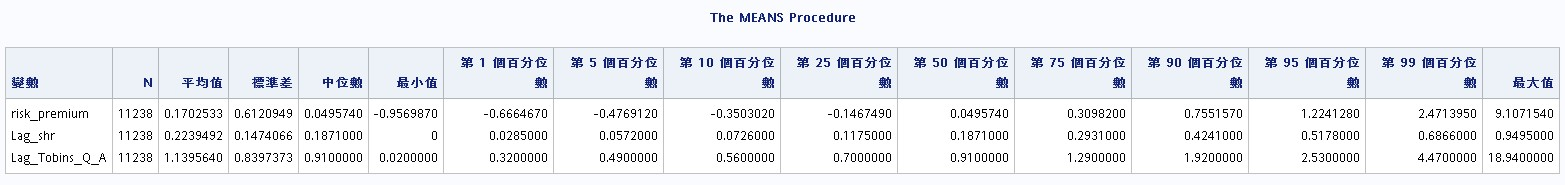 The MEANS Procedure
變數 N 平均值 標準差 中位數 最小值 第 1 個百分位數 第 5 個百分位數 第 10 個百分位數 第 25 個百分位數 第 50 個百分位數 第 75 個百分位數 第 90 個百分位數 第 95 個百分位數 第 99 個百分位數 最大值
risk_premium 11238 0.1702533 0.6120949 0.0495740 -0.9569870 -0.6664670 -0.4769120 -0.3503020 -0.1467490 0.0495740 0.3098200 0.7551570 1.2241280 2.4713950 9.1071540
Lag_shr 11238 0.2239492 0.1474066 0.1871000 0 0.0285000 0.0572000 0.0726000 0.1175000 0.1871000 0.2931000 0.4241000 0.5178000 0.6866000 0.9495000
Lag_Tobins_Q_A 11238 1.1395640 0.8397373 0.9100000 0.0200000 0.3200000 0.4900000 0.5600000 0.7000000 0.9100000 1.2900000 1.9200000 2.5300000 4.4700000 18.9400000